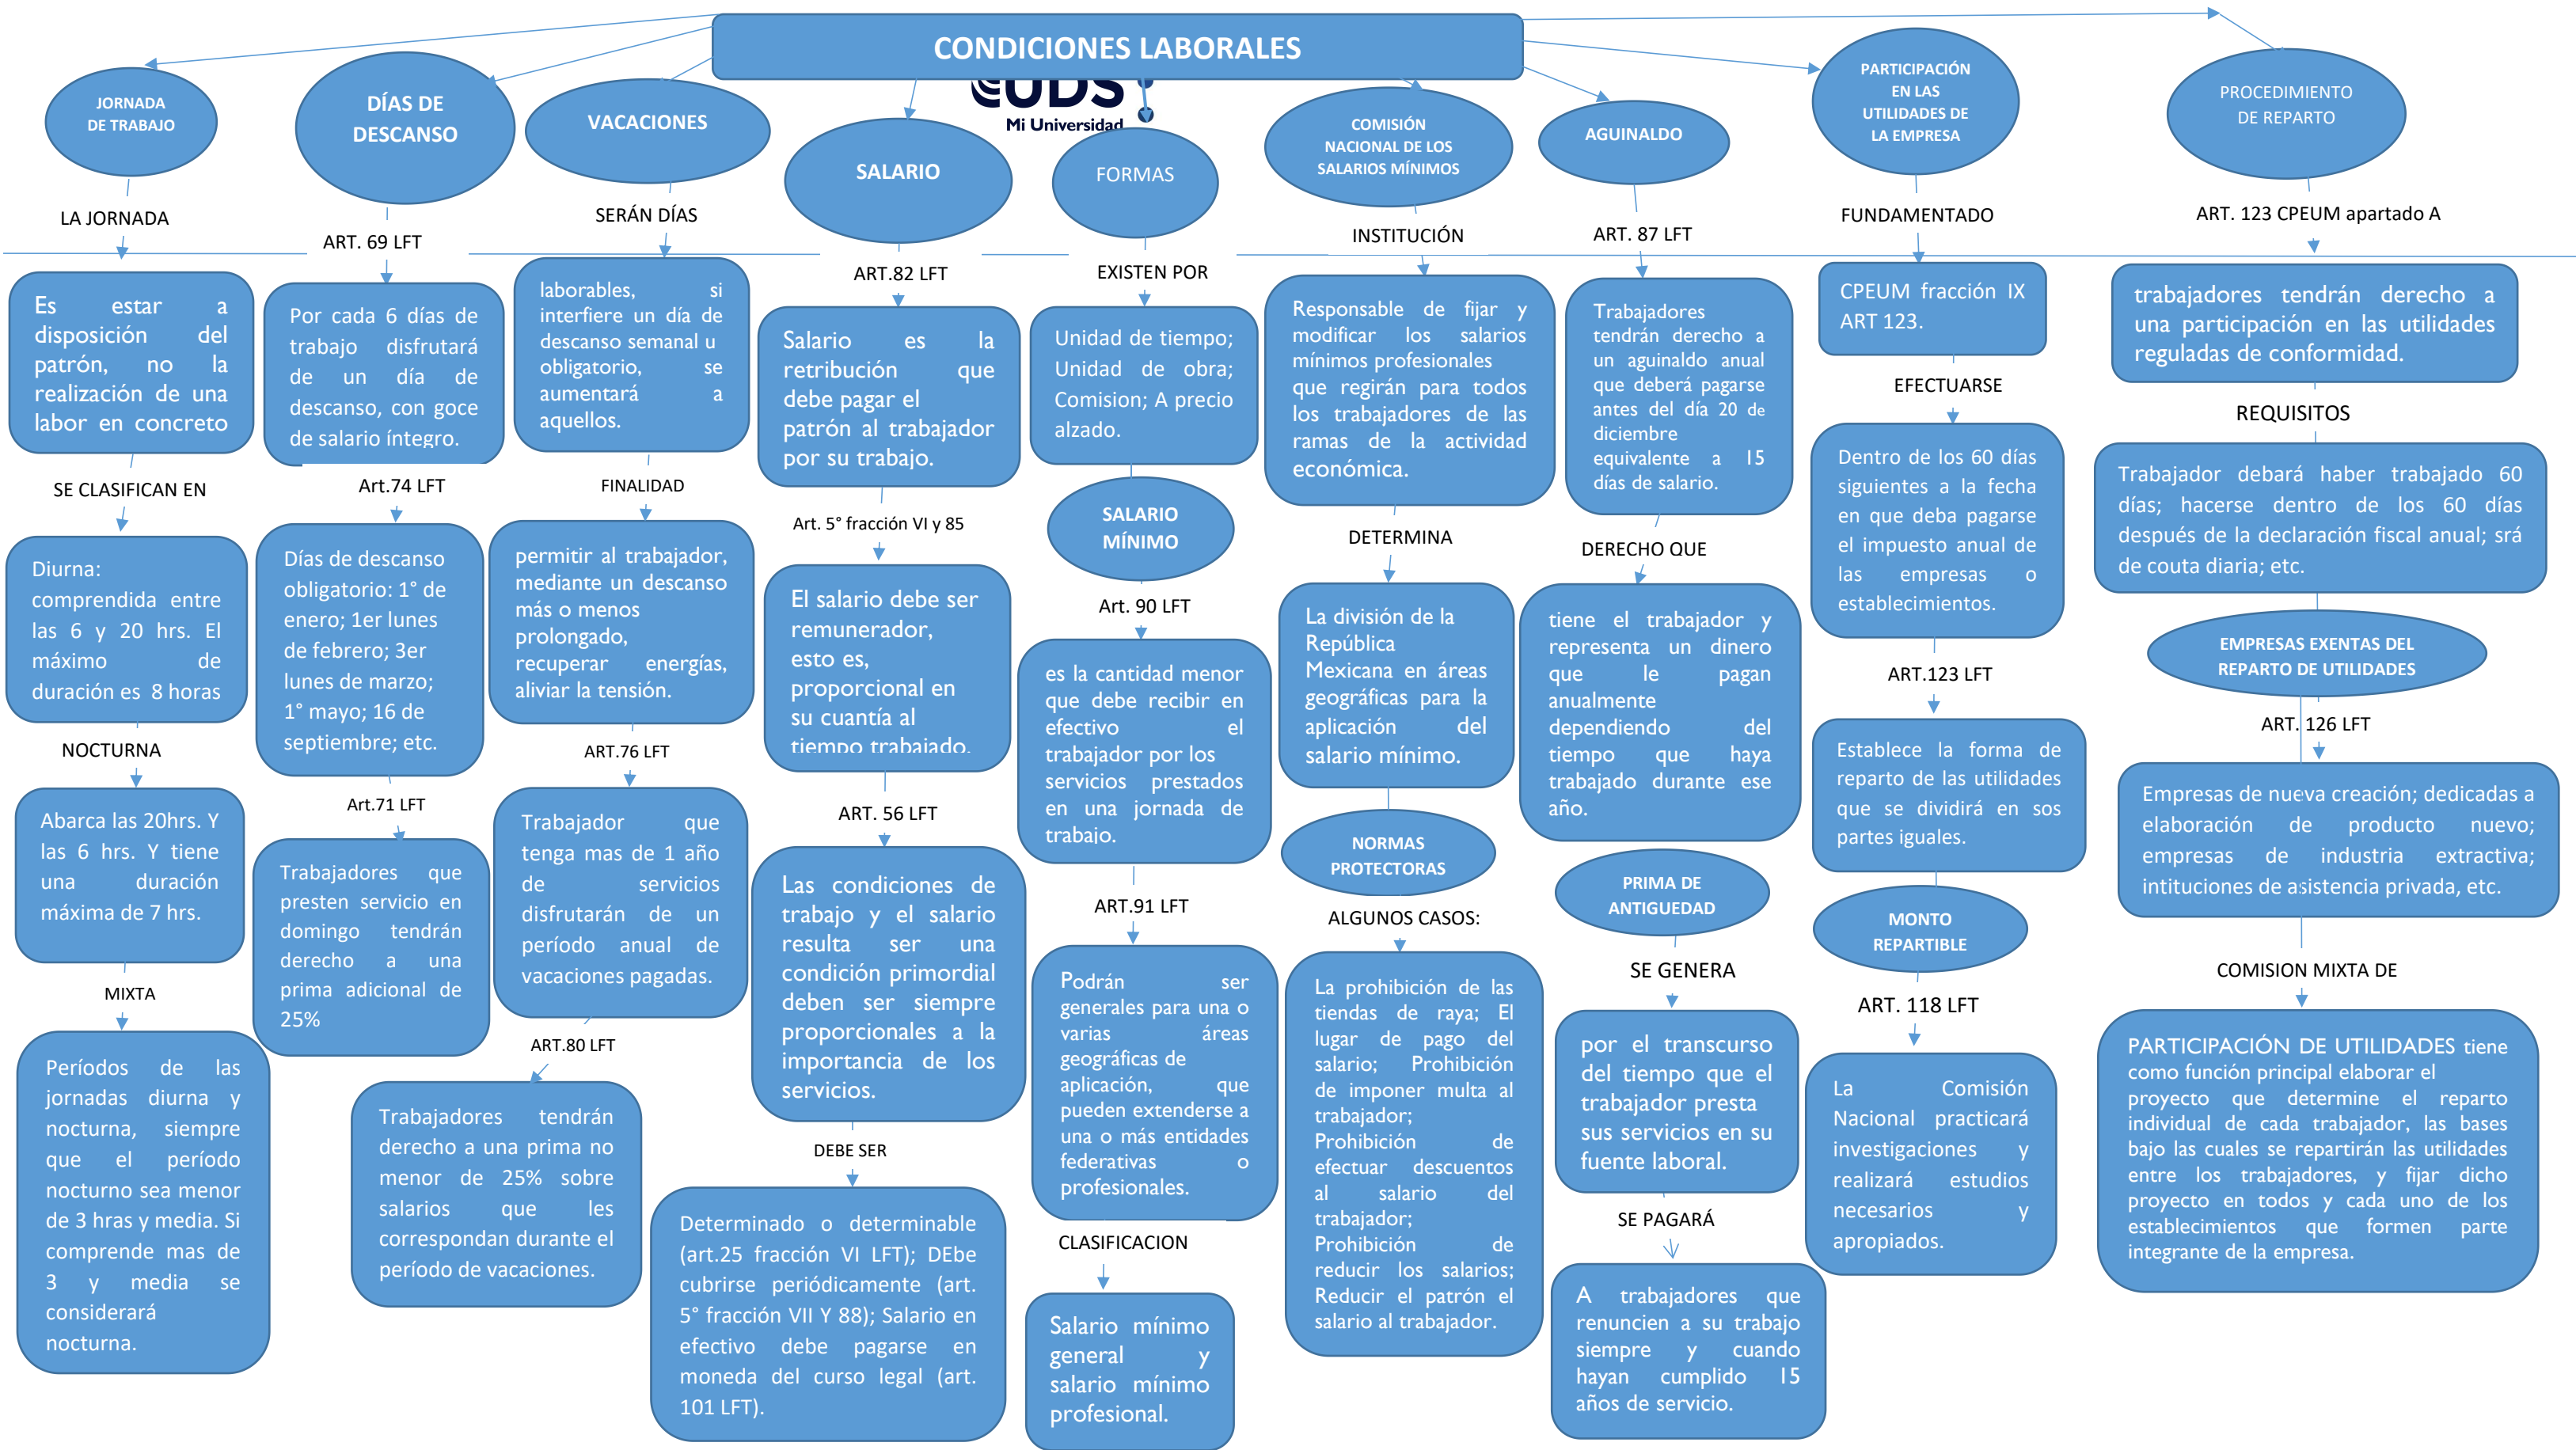 CONDICIONES LABORALES
UDS
Mi Universidad
JORNADA
DE TRABAJO
LA JORNADA
Es estar a
disposición del
patrón, no la
realización de una
labor en concreto
SE CLASIFICAN EN
Diurna:
comprendida entre
las 6 y 20 hrs. El
máximo de
duración es 8 horas
NOCTURNA
Abarca las 20hrs. Y
las 6 hrs. Y tiene
una duración
máxima de 7 hrs.
MIXTA
Períodos de las
jornadas diurna y
nocturna, siempre
que el período
nocturno sea menor
de 3 hras y media. Si
comprende mas de
3 y media se
considerará
nocturna.
DÍAS DE
DESCANSO
ART. 69 LFT
Por cada 6 días de
trabajo disfrutará
de un día de
descanso, con goce
de salario íntegro.
Art.74 LFT
Días de descanso
obligatorio: 1° de
enero; 1er lunes
de febrero; 3er
lunes de marzo;
1° mayo; 16 de
septiembre; etc.
Art.71 LFT
Trabajadores que
presten servicio en
domingo tendrán
derecho a una
prima adicional de
25%
VACACIONES
SERÁN DÍAS
laborables, si
interfiere un día de
descanso semanal u
obligatorio, se
aumentará a
aquellos.
FINALIDAD
permitir al trabajador,
mediante un descanso
más o menos
prolongado,
recuperar energías,
aliviar la tensión.
ART.76 LFT
Trabajador que
tenga mas de 1 año
de servicios
disfrutarán de un
período anual de
vacaciones pagadas.
ART.80 LFT
Trabajadores tendrán
derecho a una prima no
menor de 25% sobre
salarios que les
correspondan durante el
período de vacaciones.
SALARIO
ART.82 LFT
Salario es la
retribución que
debe pagar el
patrón al trabajador
por su trabajo.
Art. 5° fracción VI y 85
El salario debe ser
remunerador,
esto es,
proporcional en
su cuantía al
tiempo trabajado.
ART. 56 LFT
Las condiciones de
trabajo y el salario
resulta ser una
condición primordial
deben ser siempre
proporcionales a la
importancia de los
servicios.
DEBE SER
Determinado o determinable
(art.25 fracción VI LFT); DEbe
cubrirse periódicamente (art.
5° fracción VII Y 88); Salario en
efectivo debe pagarse en
moneda del curso legal (art.
101 LFT).
FORMAS
EXISTEN POR
Unidad de tiempo;
Unidad de obra;
Comision; A precio
alzado.
SALARIO
MÍNIMO
Art. 90 LFT
es la cantidad menor
que debe recibir en
efectivo el
trabajador por los
servicios prestados
en una jornada de
trabajo.
ART.91 LFT
Podrán ser
generales para una o
varias áreas
geográficas de
aplicación, que
pueden extenderse a
una o más entidades
federativas o
profesionales.
CLASIFICACION
Salario mínimo
general y
salario mínimo
profesional.
COMISIÓN
NACIONAL DE LOS
SALARIOS MÍNIMOS
INSTITUCIÓN
Responsable de fijar y
modificar los salarios
mínimos profesionales
que regirán para todos
los trabajadores de las
ramas de la actividad
económica.
DETERMINA
La división de la
República
Mexicana en áreas
geográficas para la
aplicación del
salario mínimo.
NORMAS
PROTECTORAS
ALGUNOS CASOS:
La prohibición de las
tiendas de raya; El
lugar de pago del
salario; Prohibición
de imponer multa al
trabajador;
Prohibición de
efectuar descuentos
al salario del
trabajador;
Prohibición de
reducir los salarios;
Reducir el patrón el
salario al trabajador.
AGUINALDO
ART. 87 LFT
Trabajadores
tendrán derecho a
un aguinaldo anual
que deberá pagarse
antes del día 20 de
diciembre
equivalente a 15
días de salario.
DERECHO QUE
tiene el trabajador y
representa un dinero
que le pagan
anualmente
dependiendo del
tiempo que haya
trabajado durante ese
año.
PRIMA DE
ANTIGUEDAD
SE GENERA
por el transcurso
del tiempo que el
trabajador presta
sus servicios en su
fuente laboral.
SE PAGARÁ
A trabajadores que
renuncien a su trabajo
siempre y cuando
hayan cumplido 15
años de servicio.
PARTICIPACIÓN
EN LAS
UTILIDADES DE
LA EMPRESA
FUNDAMENTADO
CPEUM fracción IX
ART 123.
EFECTUARSE
Dentro de los 60 días
siguientes a la fecha
en que deba pagarse
el impuesto anual de
las empresas o
establecimientos.
ART.123 LFT
Establece la forma de
reparto de las utilidades
que se dividirá en sos
partes iguales.
MONTO
REPARTIBLE
ART. 118 LFT
La Comisión
Nacional practicará
investigaciones y
realizará estudios
necesarios y
apropiados.
PROCEDIMIENTO
DE REPARTO
ART. 123 CPEUM apartado A
trabajadores tendrán derecho a
una participación en las utilidades
reguladas de conformidad.
REQUISITOS
Trabajador debará haber trabajado 60
días; hacerse dentro de los 60 días
después de la declaración fiscal anual; srá
de couta diaria; etc.
EMPRESAS EXENTAS DEL
REPARTO DE UTILIDADES
ART. 126 LFT
Empresas de nueva creación; dedicadas a
elaboración de producto nuevo;
empresas de industria extractiva;
intituciones de asistencia privada, etc.
COMISION MIXTA DE
PARTICIPACIÓN DE UTILIDADES tiene
como función principal elaborar el
proyecto que determine el reparto
individual de cada trabajador, las bases
bajo las cuales se repartirán las utilidades
entre los trabajadores, y fijar dicho
proyecto en todos y cada uno de los
establecimientos que formen parte
integrante de la empresa.